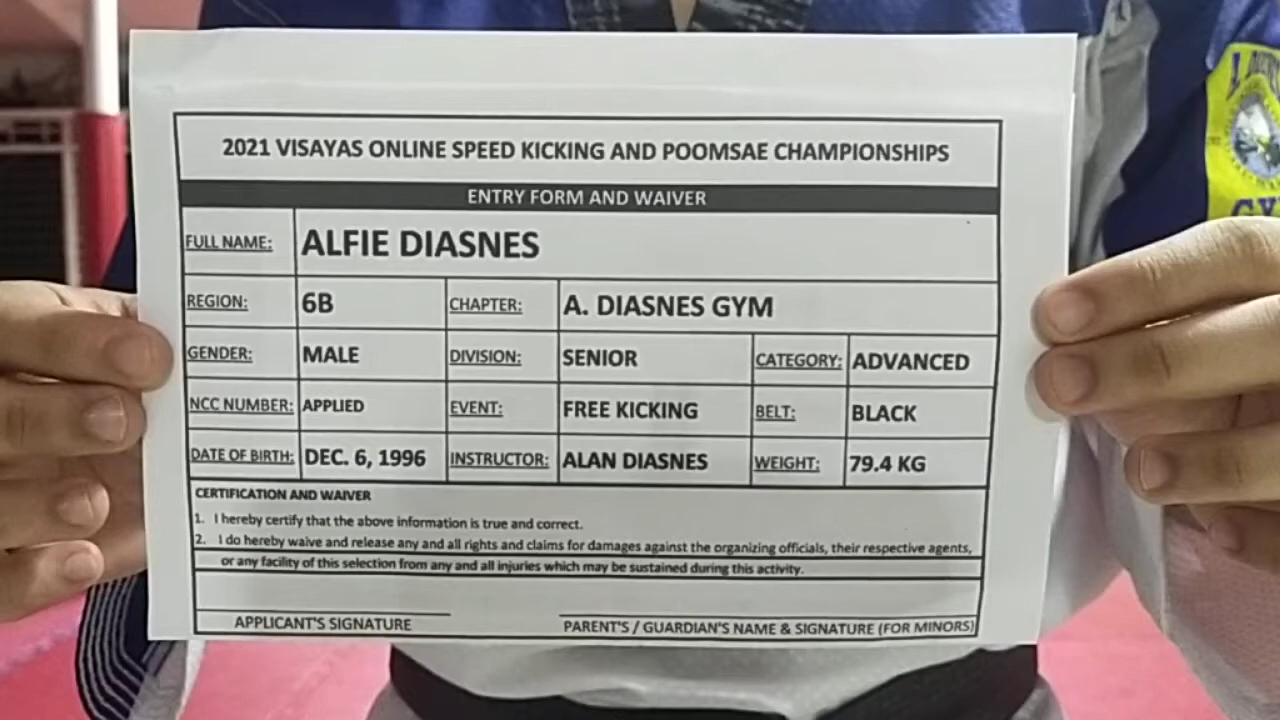 2021 VISAYAS ONLINE SPEED KICKING AND POOMSAE CHAMPIONSHIPS
ENTRY FORM AND WAIVER
FULL NAME: ALFIE DIASNES
REGION: 6B CHAPTER: A. DIASNES GYM
GENDER: MALE DIVISION: SENIOR CATEGORY: ADVANCED
NCC NUMBER: APPLIED EVENT: FREE KICKING BELT: BLACK
DATE OF BIRTH: DEC. 6, 1996 INSTRUCTOR: ALAN DIASNES WEIGHT: 79.4 KG
CERTIFICATION AND WAIVER
1. I hereby certify that the above information is true and correct.
2. I do hereby waive and release any and all rights and claims for damages against the organizing officials, their respective agents,
or any facility of this selection from any and all injuries which may be sustained during this activity.
APPLICANT'S SIGNATURE PARENT'S / GUARDIAN'S NAME & SIGNATURE (FOR MINORS)